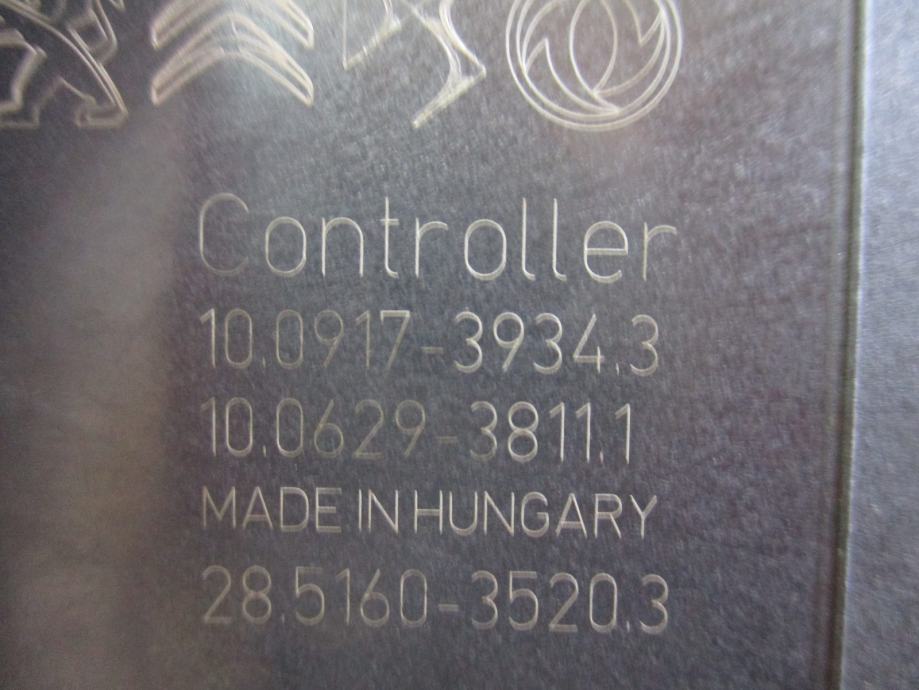 Controller
10.0917-3934.3
10.0629-3811.1
MADE IN HUNGARY
28.5160-3520.3